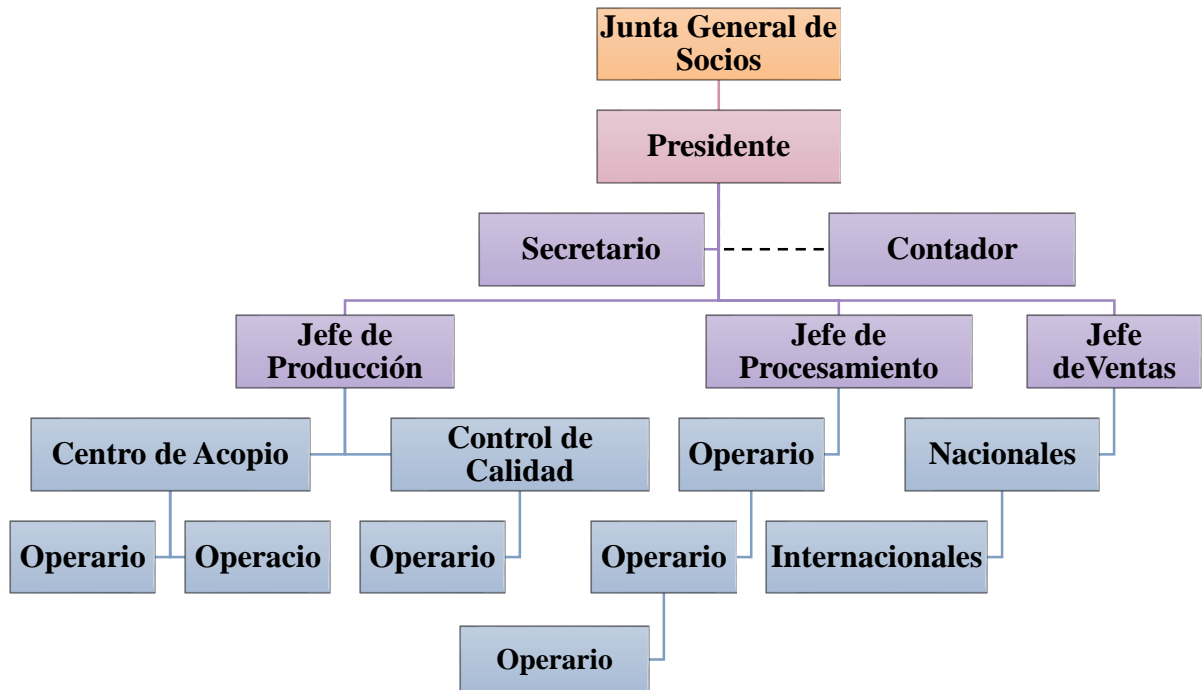 Junta General de
Socios
Presidente
Secretario
Contador
Jefe de
Producción
Jefe de
Procesamiento
Jefe
deVentas
Centro de Acopio
Control de
Calidad
Operario
Nacionales
Operario
Operacio
Operario
Operario
Internacionales
Operario